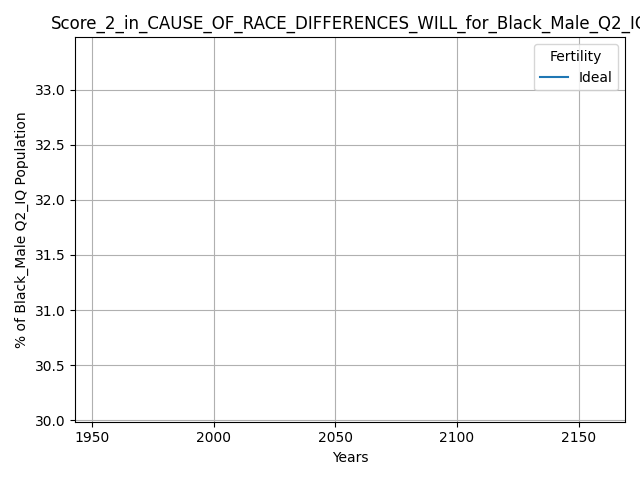 Score_2_in_CAUSE_OF_RACE_DIFFERENCES_WILL_for_Black_Male_Q2_IQ
Fertility
Ideal
% of Black_Male Q2_IQ Population
33.0
32.5
32.0
31.5
31.0
30.5
30.0
1950
2000
2050
2100
2150
Years